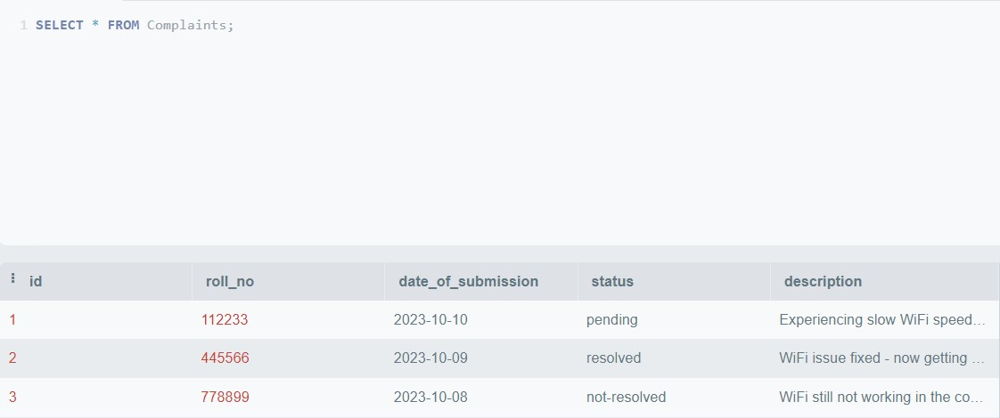 1 SELECT * FROM Complaints;
id roll_no date_of_submission status description
1 112233 2023-10-10 pending Experiencing slow WiFi speed...
2 445566 2023-10-09 resolved WiFi issue fixed - now getting ...
3 778899 2023-10-08 not-resolved WiFi still not working in the co...